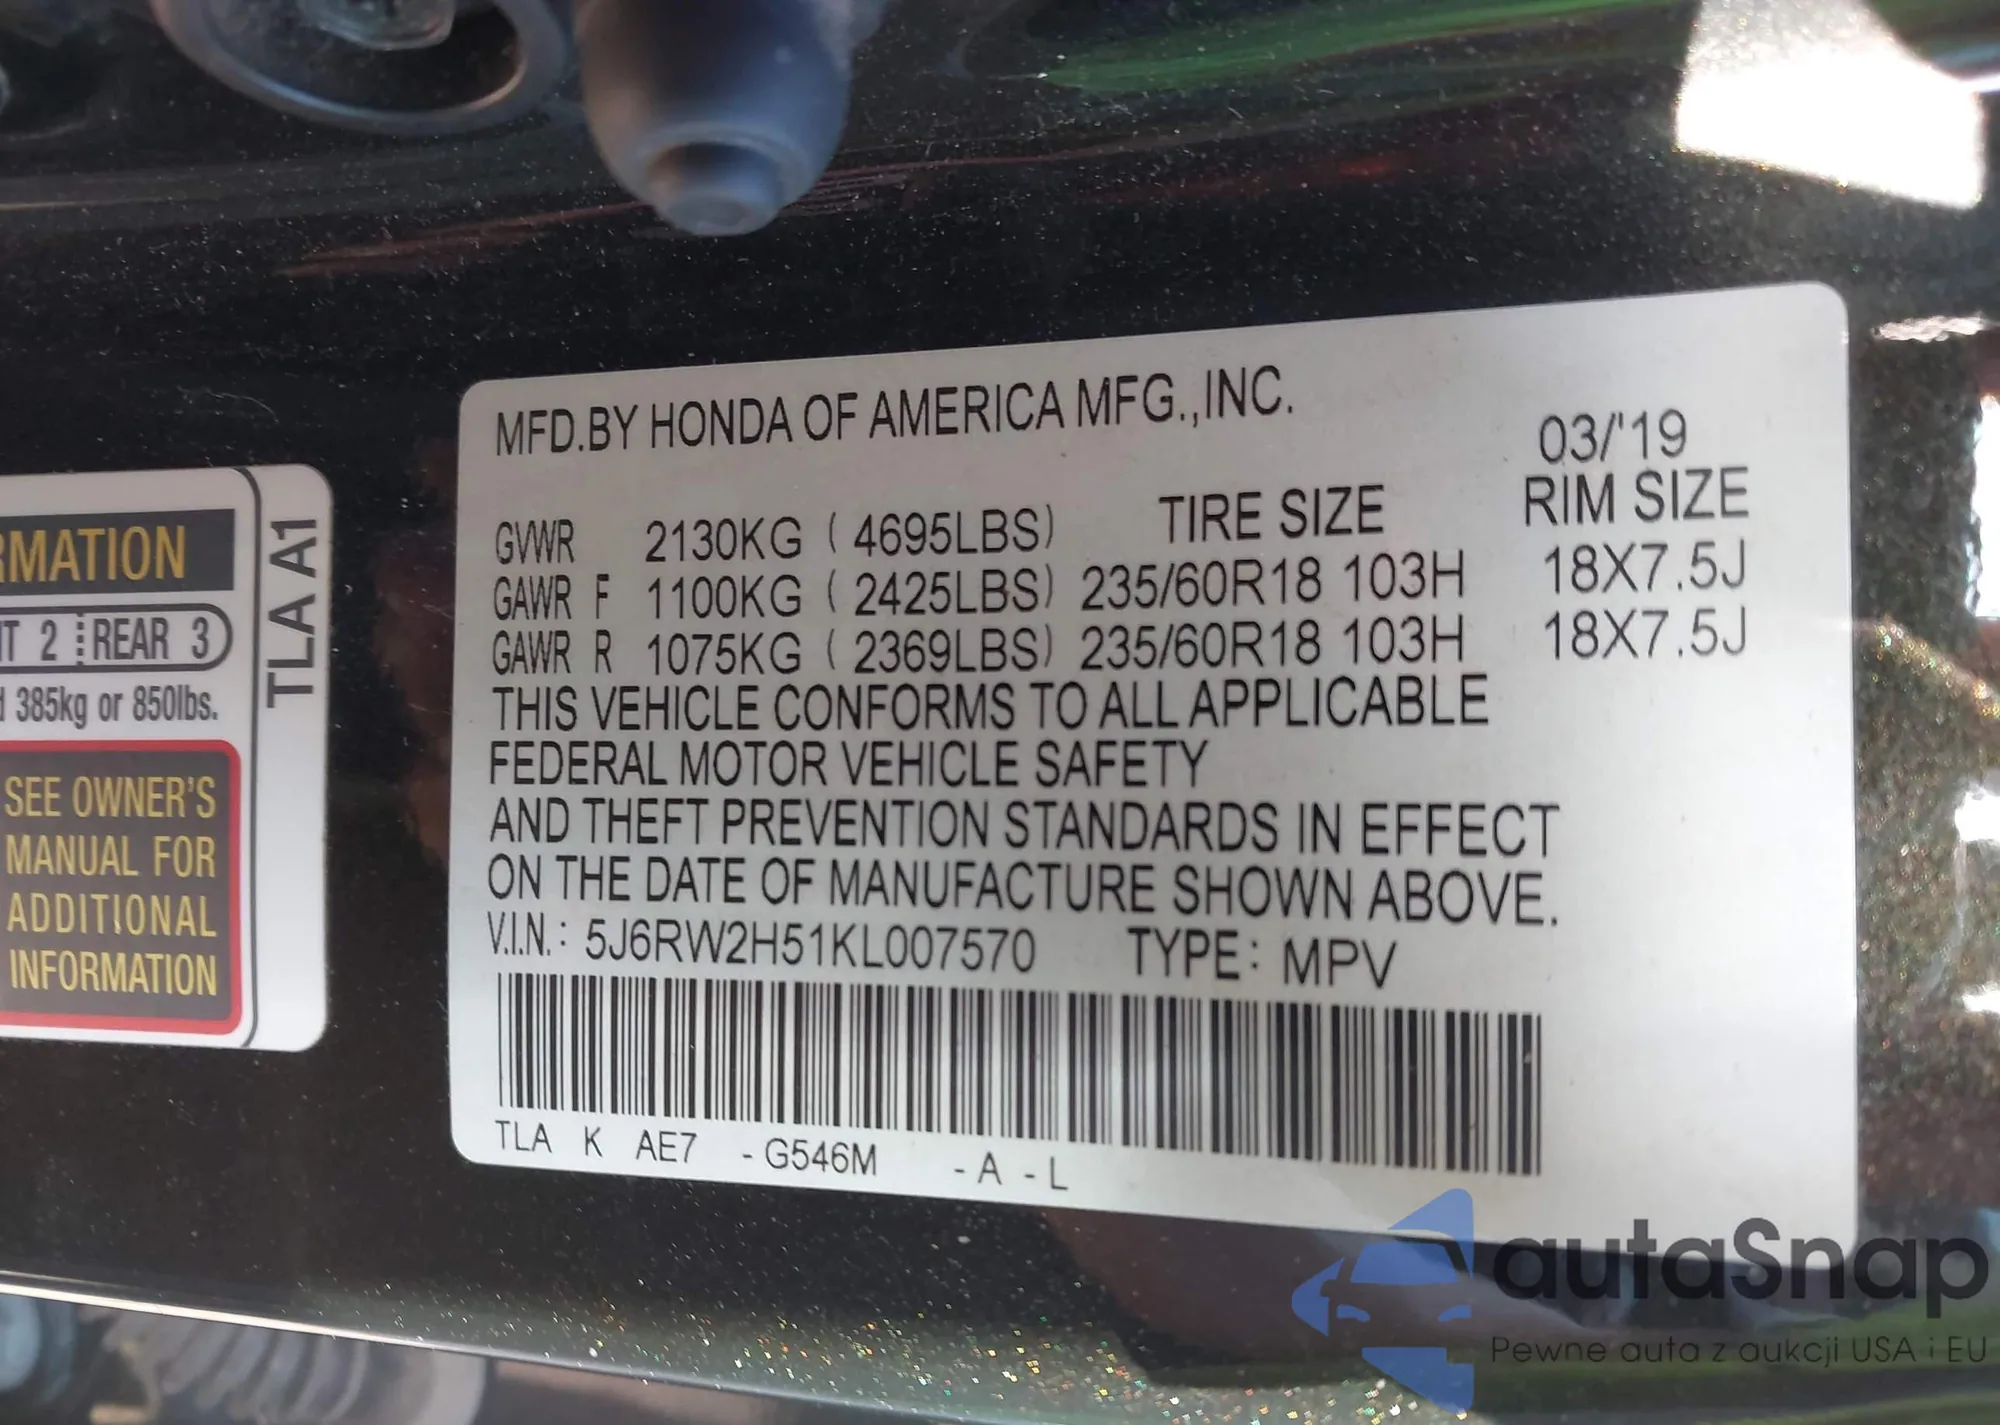 RMATION
T 2 REAR 3
385kg or 850lbs.
SEE OWNER'S
MANUAL FOR
ADDITIONAL
INFORMATION
TLA A1
MFD.BY HONDA OF AMERICA MFG.,INC.
03/'19
GVWR 2130KG ( 4695LBS) TIRE SIZE RIM SIZE
GAWR F 1100KG ( 2425LBS) 235/60R18 103H 18X7.5J
GAWR R 1075KG ( 2369LBS) 235/60R18 103H 18X7.5J
THIS VEHICLE CONFORMS TO ALL APPLICABLE
FEDERAL MOTOR VEHICLE SAFETY
AND THEFT PREVENTION STANDARDS IN EFFECT
ON THE DATE OF MANUFACTURE SHOWN ABOVE.
V.I.N.: 5J6RW2H51KL007570 TYPE: MPV
TLA K AE7 - G546M - A - L
autaSnap
Pewne auta z aukcji USA i EU